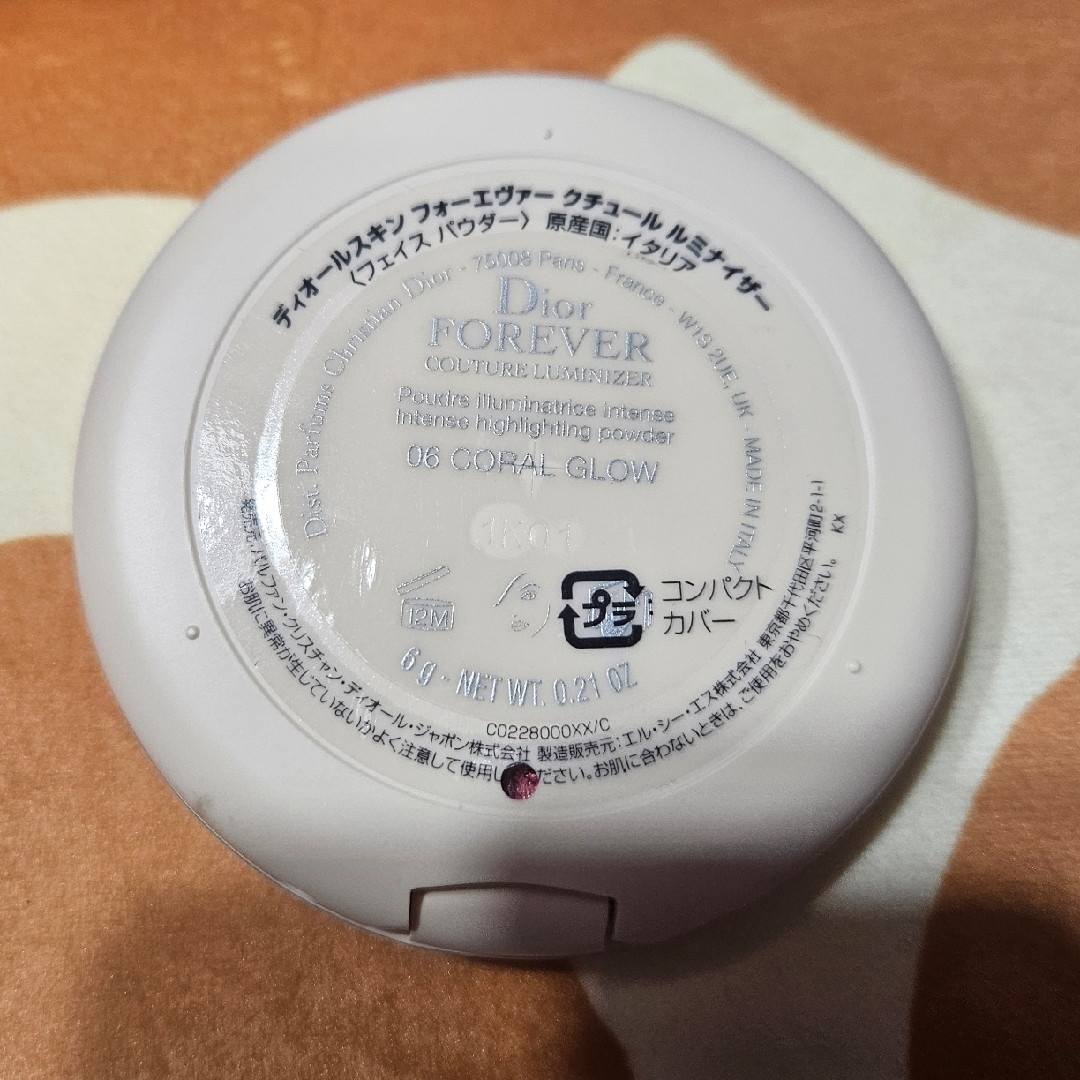 ディオールスキン フォーエヴァー クチュール ルミナイザー
〈フェイス パウダー〉 原産国：イタリア
Dist. Parfums Christian Dior - 75008 Paris - France - W1S 2UE, UK - MADE IN ITALY
Dior
FOREVER
COUTURE LUMINIZER
Poudre illuminatrice intense
Intense highlighting powder
06 CORAL GLOW
1K01
12M
プラ
コンパクト
カバー
6 g - NET WT. 0.21 OZ
C0228000XX/C
発売元：パルファン・クリスチャン・ディオール・ジャポン株式会社 製造販売元：エル・シー・エス株式会社 東京都千代田区平河町2-1-1
お肌に異常が生じていないかよく注意して使用し ださい。お肌に合わないときは、ご使用をおやめください。 KX